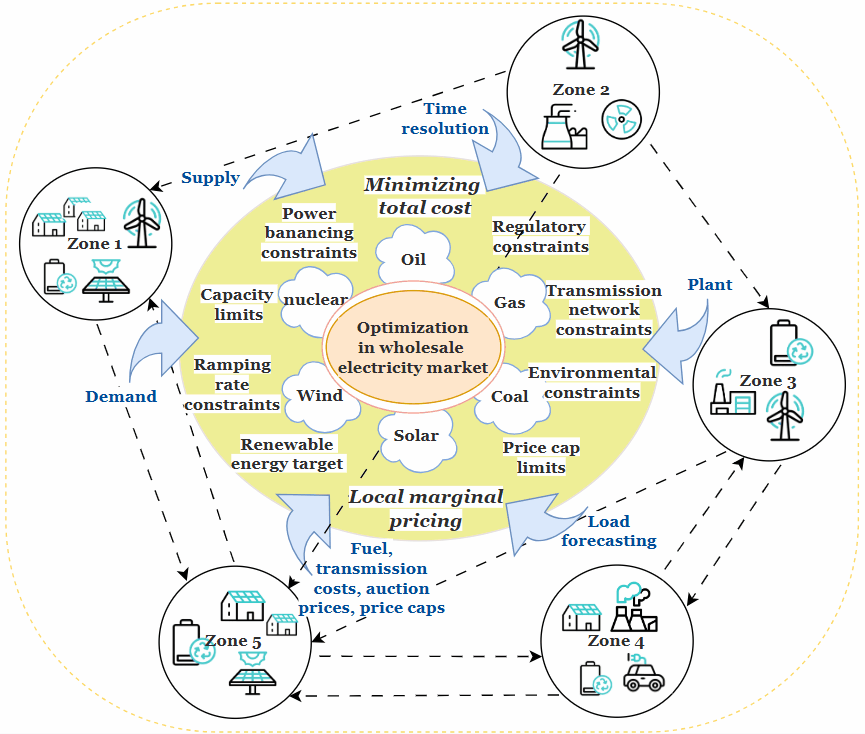 Zone 2
Time
resolution
Supply
Minimizing
total cost
Power
banancing
constraints
Regulatory
constraints
Zone 1
Oil
Capacity
limits
nuclear
Gas
Transmission
network
constraints
Plant
Optimization
in wholesale
electricity market
Ramping
rate
constraints
Environmental
constraints
Zone 3
Demand
Wind
Coal
Solar
Renewable
energy target
Price cap
limits
Local marginal
pricing
Load
forecasting
Fuel,
transmission
costs, auction
prices, price caps
Zone 5
Zone 4